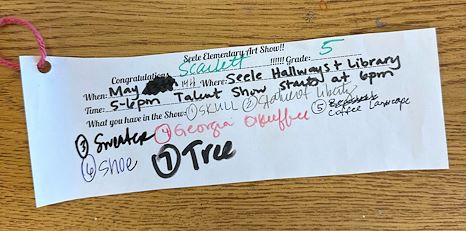 Seele Elementary Art Show!!
Congratulations Scarlett !!!!!! Grade: 5
When: May 14th Where: Seele Hallways + Library
Time: 5-6pm Talent Show starts at 6pm
What you have in the Show: ① SKULL ② Statue of Liberty
③ Sweater ④ Georgia OKeffee ⑤ Coffee Landscape
⑥ Shoe ⑦ Tree